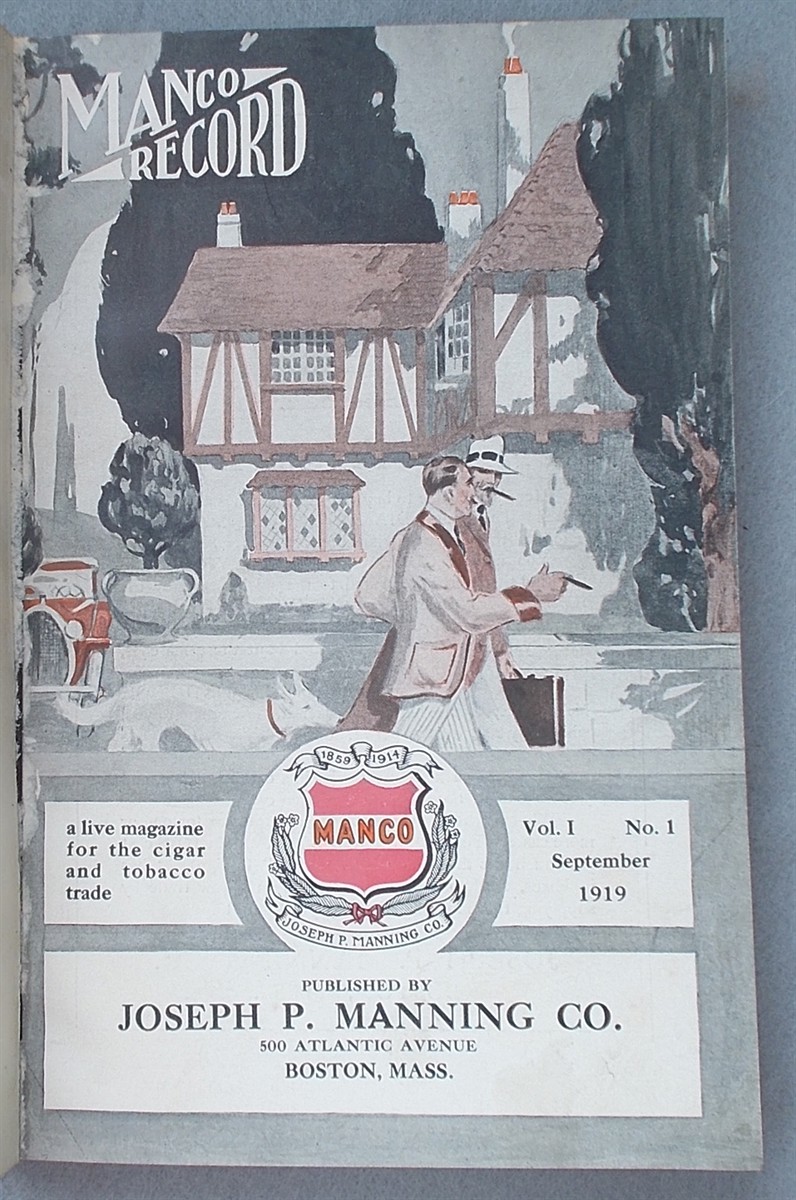 MANCO
RECORD
1859 1914
MANCO
JOSEPH P. MANNING CO.
a live magazine
for the cigar
and tobacco
trade
Vol. I No. 1
September
1919
PUBLISHED BY
JOSEPH P. MANNING CO.
500 ATLANTIC AVENUE
BOSTON, MASS.